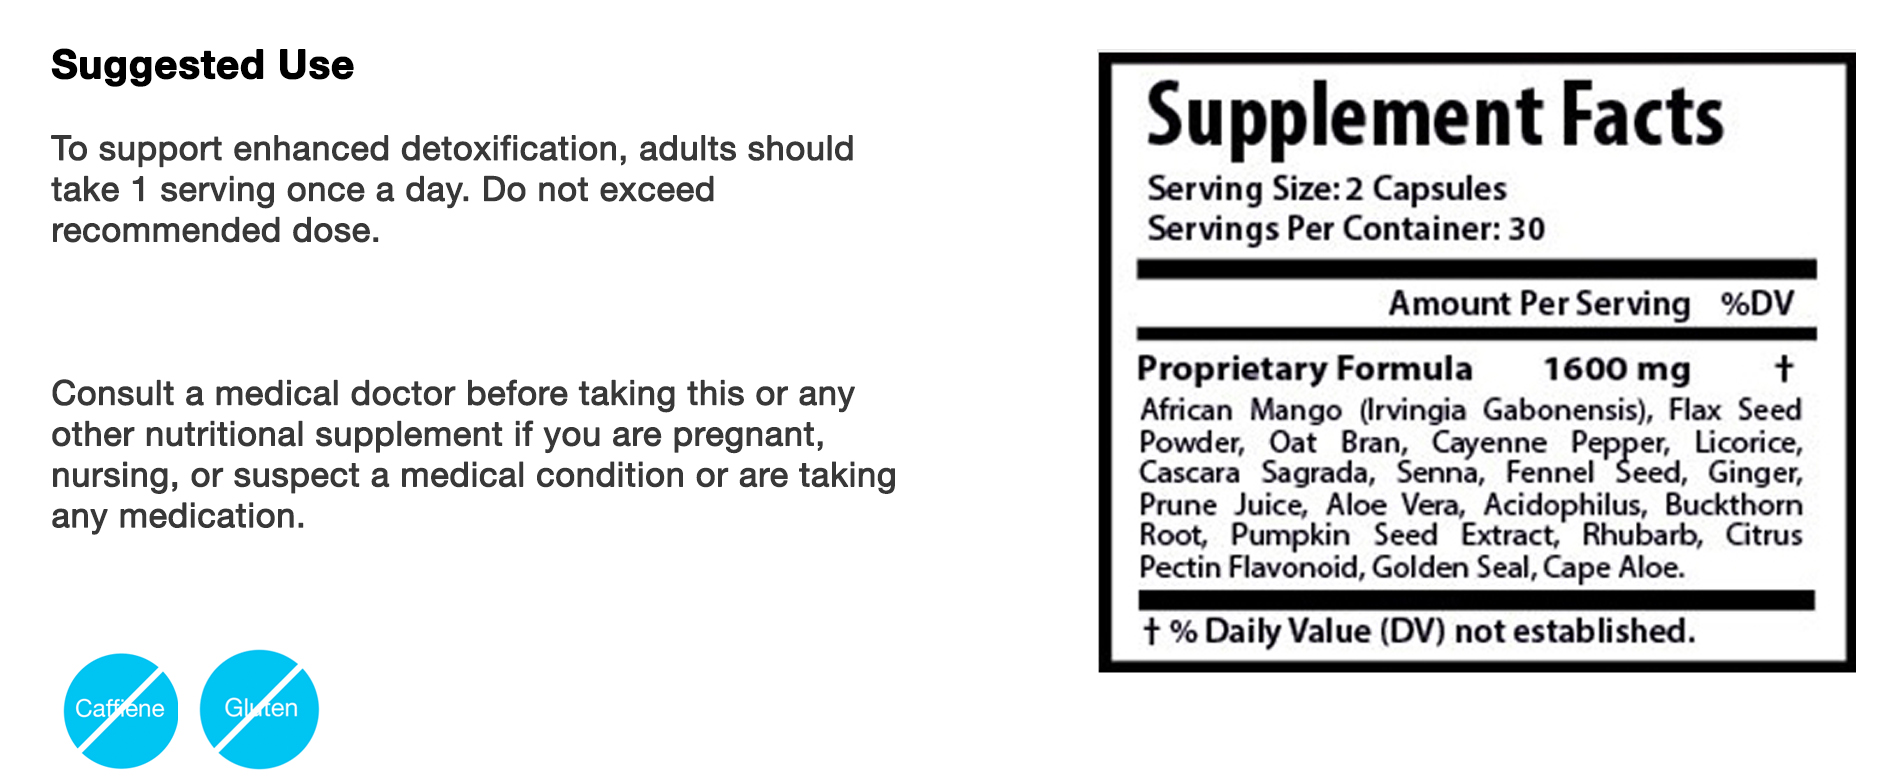 Suggested Use
To support enhanced detoxification, adults should
take 1 serving once a day. Do not exceed
recommended dose.
Consult a medical doctor before taking this or any
other nutritional supplement if you are pregnant,
nursing, or suspect a medical condition or are taking
any medication.
Caffiene
Gluten
Supplement Facts
Serving Size: 2 Capsules
Servings Per Container: 30
Amount Per Serving %DV
Proprietary Formula 1600 mg †
African Mango (Irvingia Gabonensis), Flax Seed
Powder, Oat Bran, Cayenne Pepper, Licorice,
Cascara Sagrada, Senna, Fennel Seed, Ginger,
Prune Juice, Aloe Vera, Acidophilus, Buckthorn
Root, Pumpkin Seed Extract, Rhubarb, Citrus
Pectin Flavonoid, Golden Seal, Cape Aloe.
† % Daily Value (DV) not established.